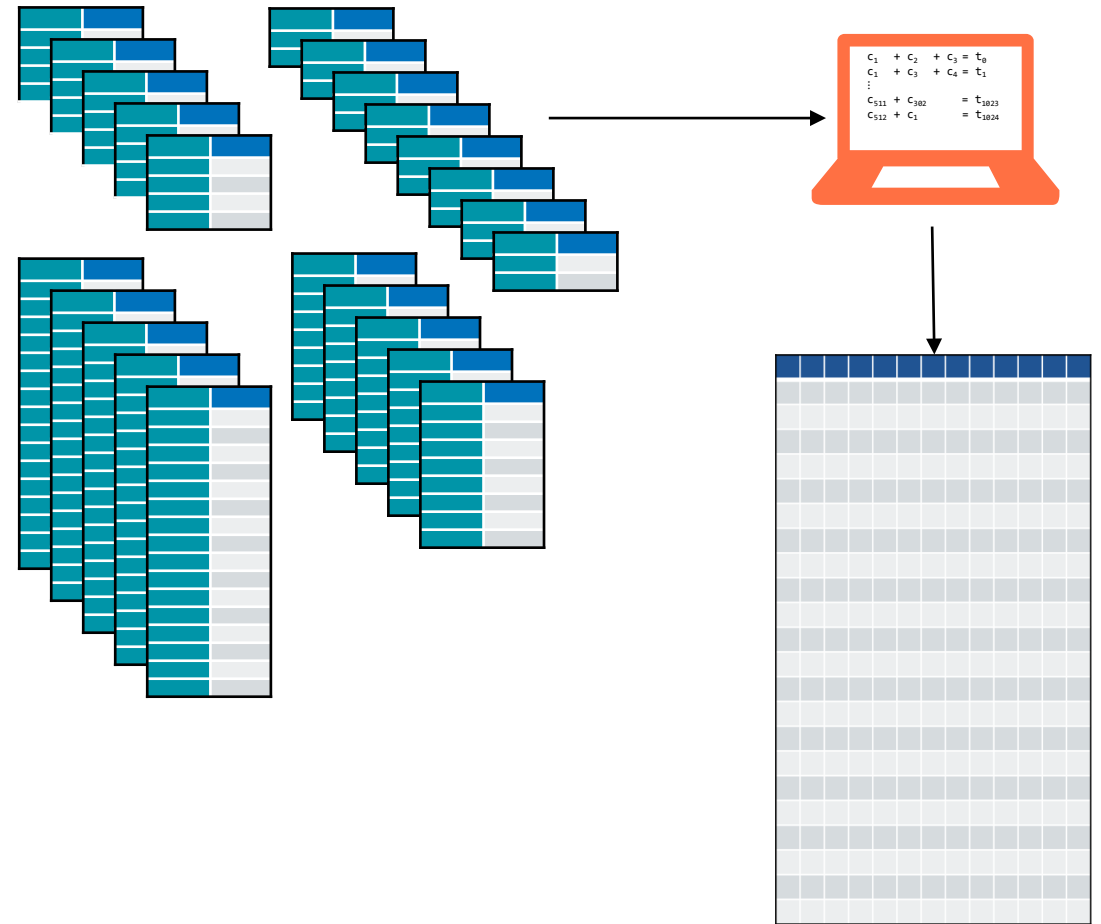 c₁ + c₂ + c₃ = t₀
c₁ + c₃ + c₄ = t₁
⋮
c₅₁₁ + c₃₀₂ = t₁₀₂₃
c₅₁₂ + c₁ = t₁₀₂₄